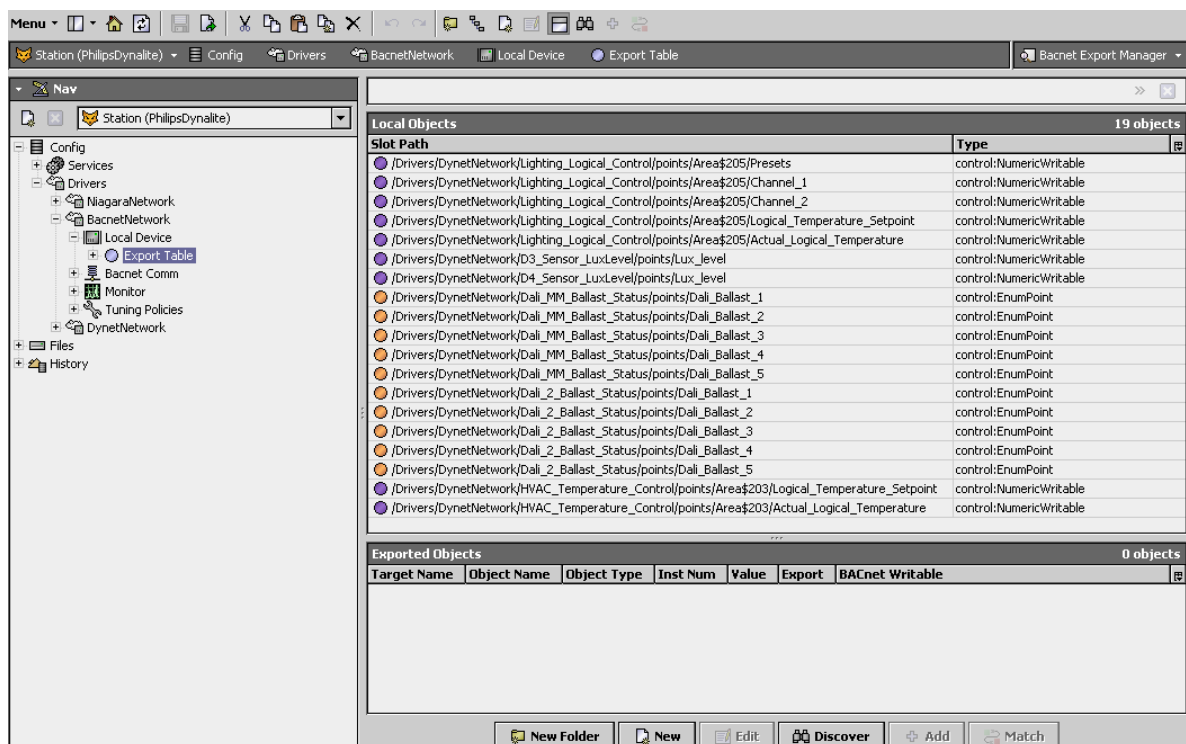 Menu
Station (PhilipsDynalite) Config Drivers BacnetNetwork Local Device Export Table Bacnet Export Manager
Nav
Station (PhilipsDynalite)
Config
Services
Drivers
NiagaraNetwork
BacnetNetwork
Local Device
Export Table
Bacnet Comm
Monitor
Tuning Policies
DynetNetwork
Files
History
Local Objects 19 objects
Slot Path Type
/Drivers/DynetNetwork/Lighting_Logical_Control/points/Area$205/Presets control:NumericWritable
/Drivers/DynetNetwork/Lighting_Logical_Control/points/Area$205/Channel_1 control:NumericWritable
/Drivers/DynetNetwork/Lighting_Logical_Control/points/Area$205/Channel_2 control:NumericWritable
/Drivers/DynetNetwork/Lighting_Logical_Control/points/Area$205/Logical_Temperature_Setpoint control:NumericWritable
/Drivers/DynetNetwork/Lighting_Logical_Control/points/Area$205/Actual_Logical_Temperature control:NumericWritable
/Drivers/DynetNetwork/D3_Sensor_LuxLevel/points/Lux_level control:NumericWritable
/Drivers/DynetNetwork/D4_Sensor_LuxLevel/points/Lux_level control:NumericWritable
/Drivers/DynetNetwork/Dali_MM_Ballast_Status/points/Dali_Ballast_1 control:EnumPoint
/Drivers/DynetNetwork/Dali_MM_Ballast_Status/points/Dali_Ballast_2 control:EnumPoint
/Drivers/DynetNetwork/Dali_MM_Ballast_Status/points/Dali_Ballast_3 control:EnumPoint
/Drivers/DynetNetwork/Dali_MM_Ballast_Status/points/Dali_Ballast_4 control:EnumPoint
/Drivers/DynetNetwork/Dali_MM_Ballast_Status/points/Dali_Ballast_5 control:EnumPoint
/Drivers/DynetNetwork/Dali_2_Ballast_Status/points/Dali_Ballast_1 control:EnumPoint
/Drivers/DynetNetwork/Dali_2_Ballast_Status/points/Dali_Ballast_2 control:EnumPoint
/Drivers/DynetNetwork/Dali_2_Ballast_Status/points/Dali_Ballast_3 control:EnumPoint
/Drivers/DynetNetwork/Dali_2_Ballast_Status/points/Dali_Ballast_4 control:EnumPoint
/Drivers/DynetNetwork/Dali_2_Ballast_Status/points/Dali_Ballast_5 control:EnumPoint
/Drivers/DynetNetwork/HVAC_Temperature_Control/points/Area$203/Logical_Temperature_Setpoint control:NumericWritable
/Drivers/DynetNetwork/HVAC_Temperature_Control/points/Area$203/Actual_Logical_Temperature control:NumericWritable
Exported Objects 0 objects
Target Name Object Name Object Type Inst Num Value Export BACnet Writable
New Folder New Edit Discover Add Match